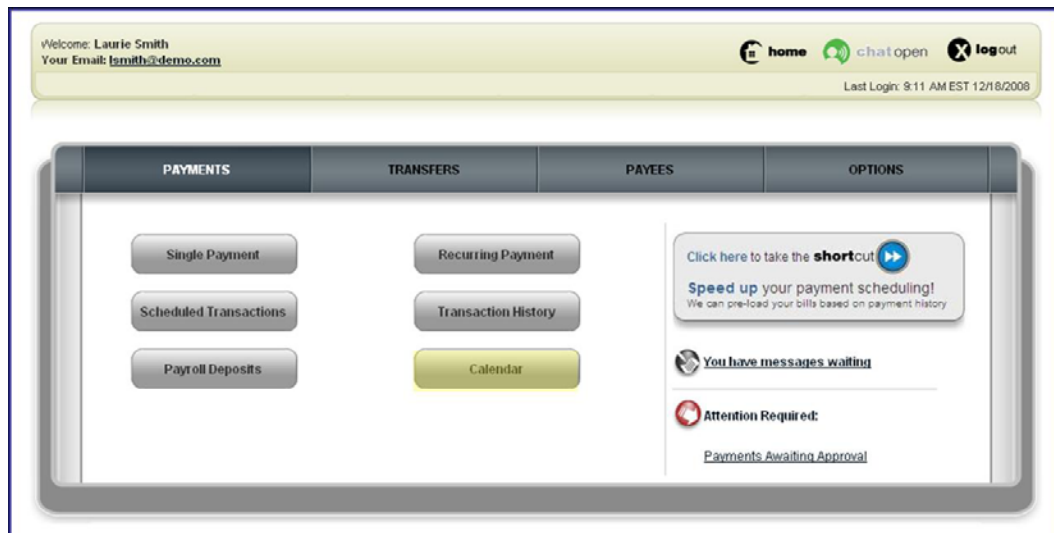 Welcome: Laurie Smith
Your Email: lsmith@demo.com
home
chat open
X logout
Last Login: 9:11 AM EST 12/18/2008
PAYMENTS
TRANSFERS
PAYEES
OPTIONS
Single Payment
Recurring Payment
Scheduled Transactions
Transaction History
Payroll Deposits
Calendar
Click here to take the shortcut
Speed up your payment scheduling!
We can pre-load your bills based on payment history
You have messages waiting
Attention Required:
Payments Awaiting Approval